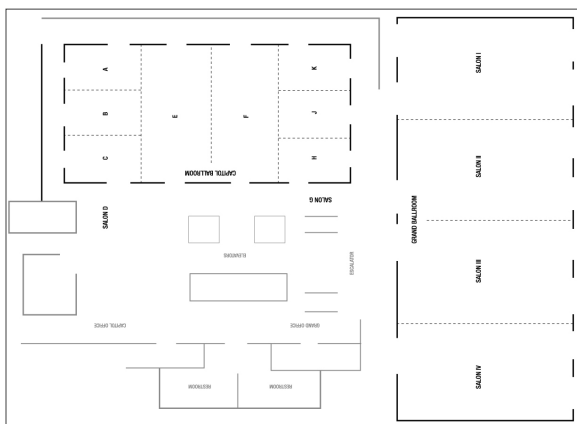 A
B
C
E
F
K
J
H
CAPITOL BALLROOM
SALON D
SALON G
ELEVATORS
ESCALATOR
CAPITOL OFFICE
GRAND OFFICE
RESTROOM
RESTROOM
SALON I
SALON II
GRAND BALLROOM
SALON III
SALON IV